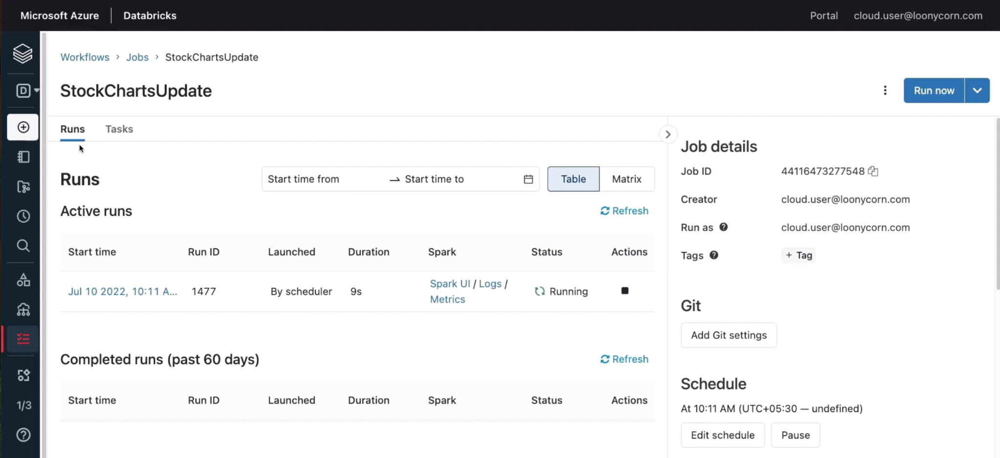 Microsoft Azure Databricks Portal cloud.user@loonycorn.com
Workflows > Jobs > StockChartsUpdate
D
StockChartsUpdate
Run now
Runs Tasks
Job details
Job ID 44116473277548
Runs Start time from → Start time to Table Matrix
Creator cloud.user@loonycorn.com
Active runs Refresh
Run as ? cloud.user@loonycorn.com
Start time Run ID Launched Duration Spark Status Actions
Tags ? + Tag
Jul 10 2022, 10:11 A... 1477 By scheduler 9s Spark UI / Logs / Running
Metrics
Git
Add Git settings
Completed runs (past 60 days) Refresh
Schedule
Start time Run ID Launched Duration Spark Status Actions
1/3
At 10:11 AM (UTC+05:30 — undefined)
Edit schedule Pause
?